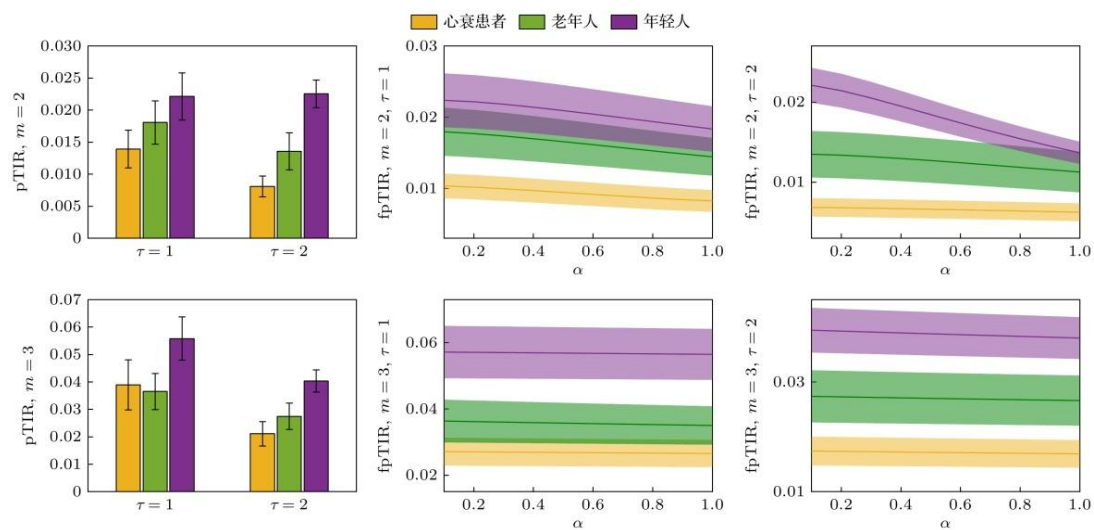 心衰患者 老年人 年轻人
pTIR, m = 2
0.030
0.025
0.020
0.015
0.010
0.005
0
τ = 1 τ = 2
fpTIR, m = 2, τ = 1
0.03
0.02
0.01
0.2 0.4 0.6 0.8 1.0
α
fpTIR, m = 2, τ = 2
0.02
0.01
0.2 0.4 0.6 0.8 1.0
α
pTIR, m = 3
0.07
0.06
0.05
0.04
0.03
0.02
0.01
0
τ = 1 τ = 2
fpTIR, m = 3, τ = 1
0.06
0.04
0.02
0.2 0.4 0.6 0.8 1.0
α
fpTIR, m = 3, τ = 2
0.03
0.01
0.2 0.4 0.6 0.8 1.0
α